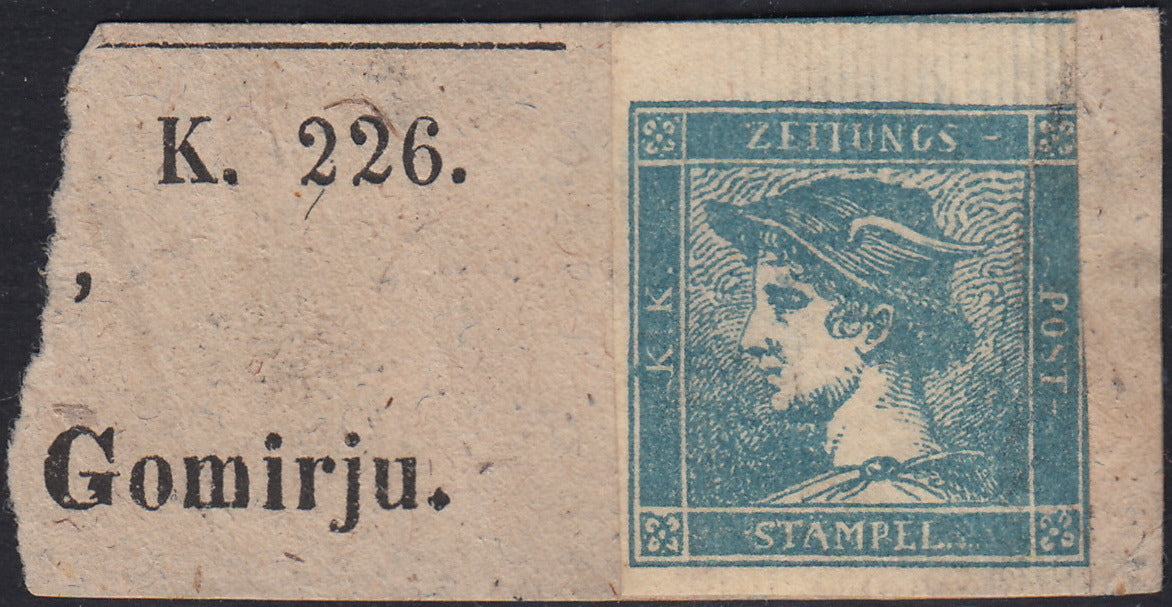 K. 226.
,
Gomirju.
ZEITUNGS -
K. K.
POST -
STAMPEL.